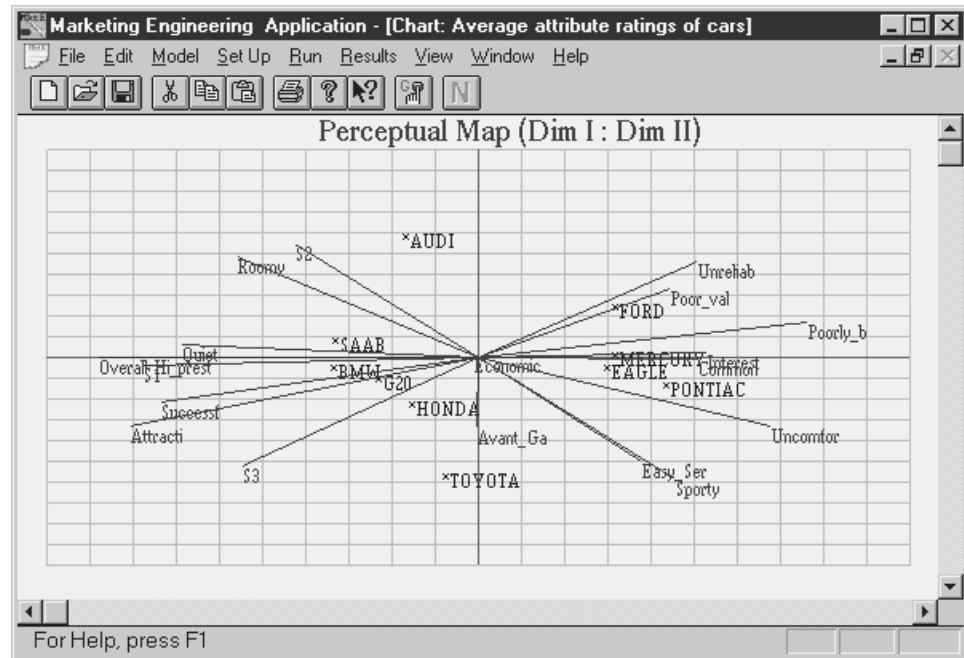 Marketing Engineering Application - [Chart: Average attribute ratings of cars]
File Edit Model Set Up Run Results View Window Help
Perceptual Map (Dim I : Dim II)
*AUDI
S2
Roomy
Unreliab
Poor_val
*FORD
Poorly_b
*SAAB
Quiet
*MERCURY
Interest
Overall
Hi_prest
Economic
Common
S1
*BMW
*EAGLE
*G20
*PONTIAC
Successf
*HONDA
Attracti
Avant_Ga
Uncomfor
S3
Easy_Ser
*TOYOTA
Sporty
For Help, press F1